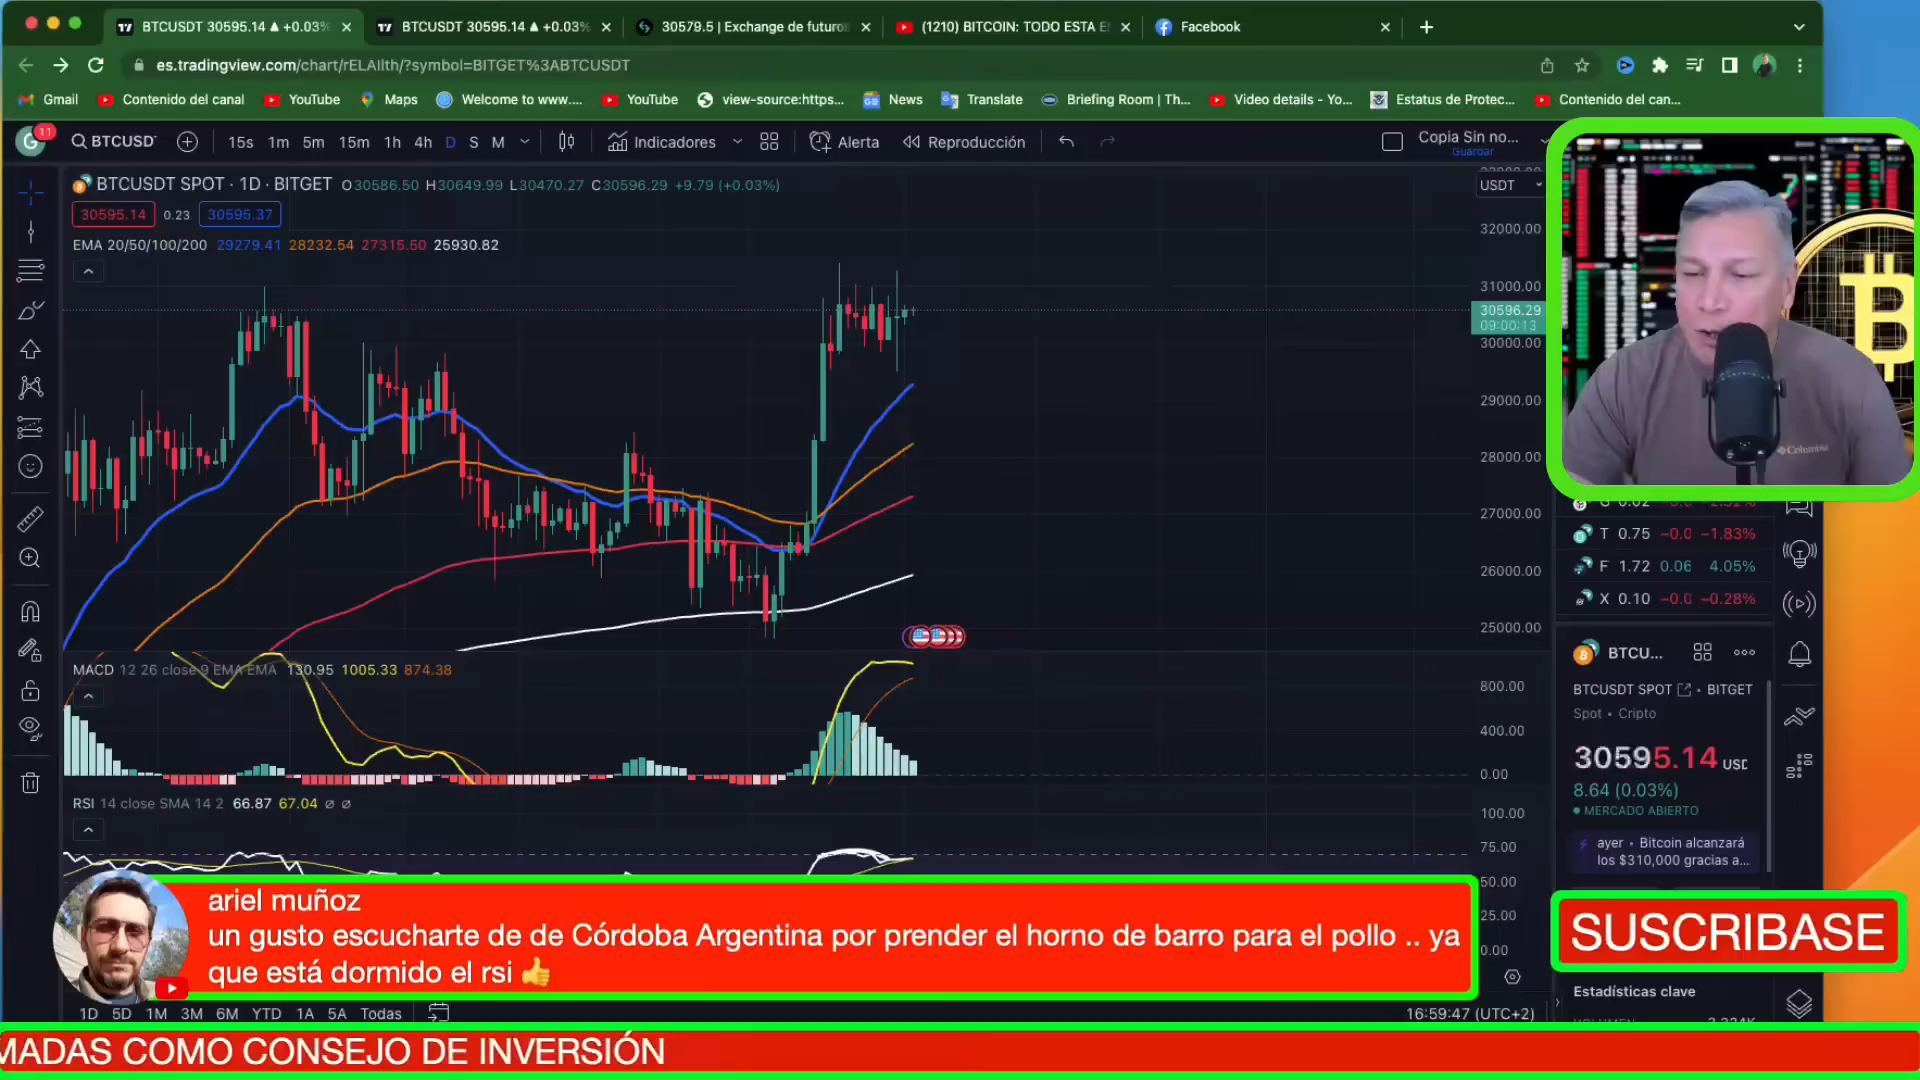 BTCUSDT 30595.14 ▲ +0.03%
BTCUSDT 30595.14 ▲ +0.03%
30579.5 | Exchange de futuros
(1210) BITCOIN: TODO ESTA E
Facebook
es.tradingview.com/chart/rELAIlth/?symbol=BITGET%3ABTCUSDT
Gmail
Contenido del canal
YouTube
Maps
Welcome to www....
YouTube
view-source:https...
News
Translate
Briefing Room | Th...
Video details - Yo...
Estatus de Protec...
Contenido del can...
G
11
BTCUSD
15s
1m
5m
15m
1h
4h
D
S
M
Indicadores
Alerta
Reproducción
Copia Sin no...
Guardar
BTCUSDT SPOT · 1D · BITGET
O30586.50 H30649.99 L30470.27 C30596.29 +9.79 (+0.03%)
USDT
30595.14
0.23
30595.37
EMA 20/50/100/200 29279.41 28232.54 27315.50 25930.82
32000.00
31000.00
30596.29
09:00:13
30000.00
29000.00
28000.00
27000.00
26000.00
25000.00
Columbia
T 0.75 −0.0 −1.83%
F 1.72 0.06 4.05%
X 0.10 −0.0 −0.28%
MACD 12 26 close 9 EMA EMA 130.95 1005.33 874.38
800.00
400.00
0.00
RSI 14 close SMA 14 2 66.87 67.04 ∅ ∅
100.00
75.00
50.00
25.00
0.00
BTCU...
BTCUSDT SPOT • BITGET
Spot • Cripto
30595.14
8.64 (0.03%)
MERCADO ABIERTO
ayer • Bitcoin alcanzará
los $310,000 gracias a...
ariel muñoz
un gusto escucharte de de Córdoba Argentina por prender el horno de barro para el pollo .. ya
que está dormido el rsi 👍
SUSCRIBASE
Estadísticas clave
1D 5D 1M 3M 6M YTD 1A 5A Todas
16:59:47 (UTC+2)
MADAS COMO CONSEJO DE INVERSIÓN